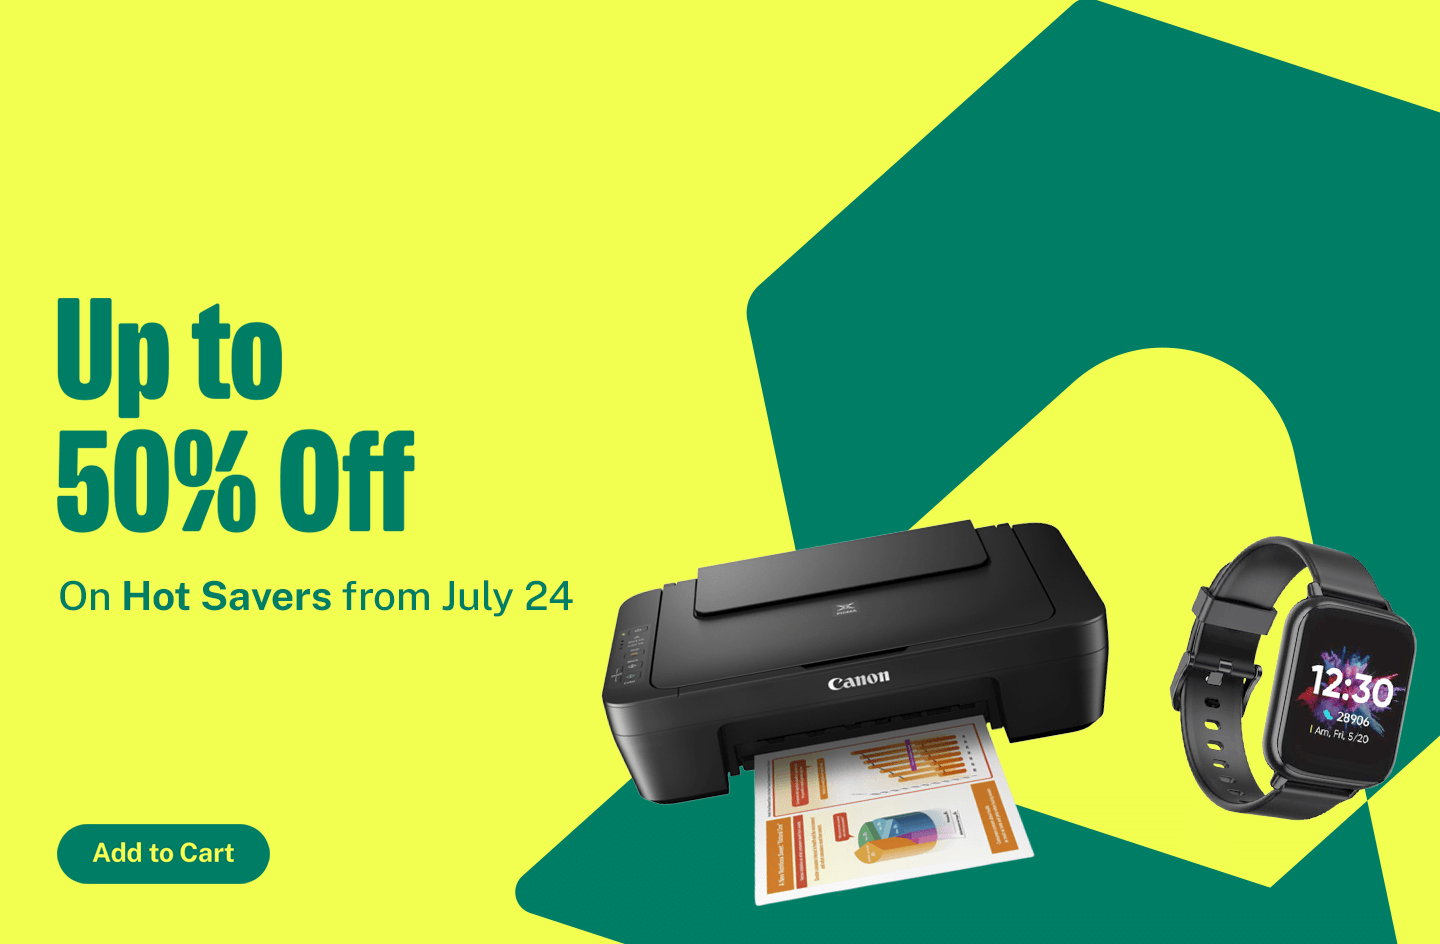 Up to
50% Off
On Hot Savers from July 24
Add to Cart
Canon
12:30
28906
Am, Fri, 5/20